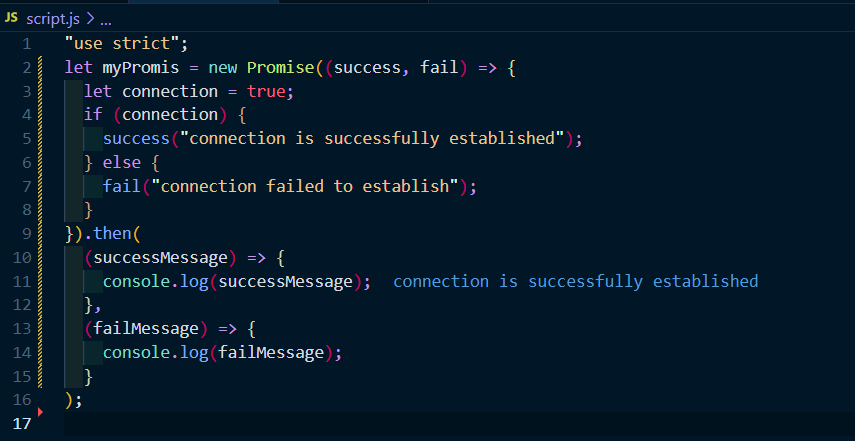 JS script.js > ...
1 "use strict";
2 let myPromis = new Promise((success, fail) => {
3   let connection = true;
4   if (connection) {
5     success("connection is successfully established");
6   } else {
7     fail("connection failed to establish");
8   }
9 }).then(
10   (successMessage) => {
11     console.log(successMessage);  connection is successfully established
12   },
13   (failMessage) => {
14     console.log(failMessage);
15   }
16 );
17